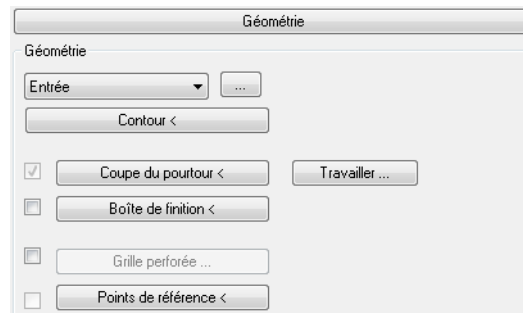 Géométrie
Géométrie
Entrée ...
Contour <
Coupe du pourtour < Travailler ...
Boîte de finition <
Grille perforée ...
Points de référence <